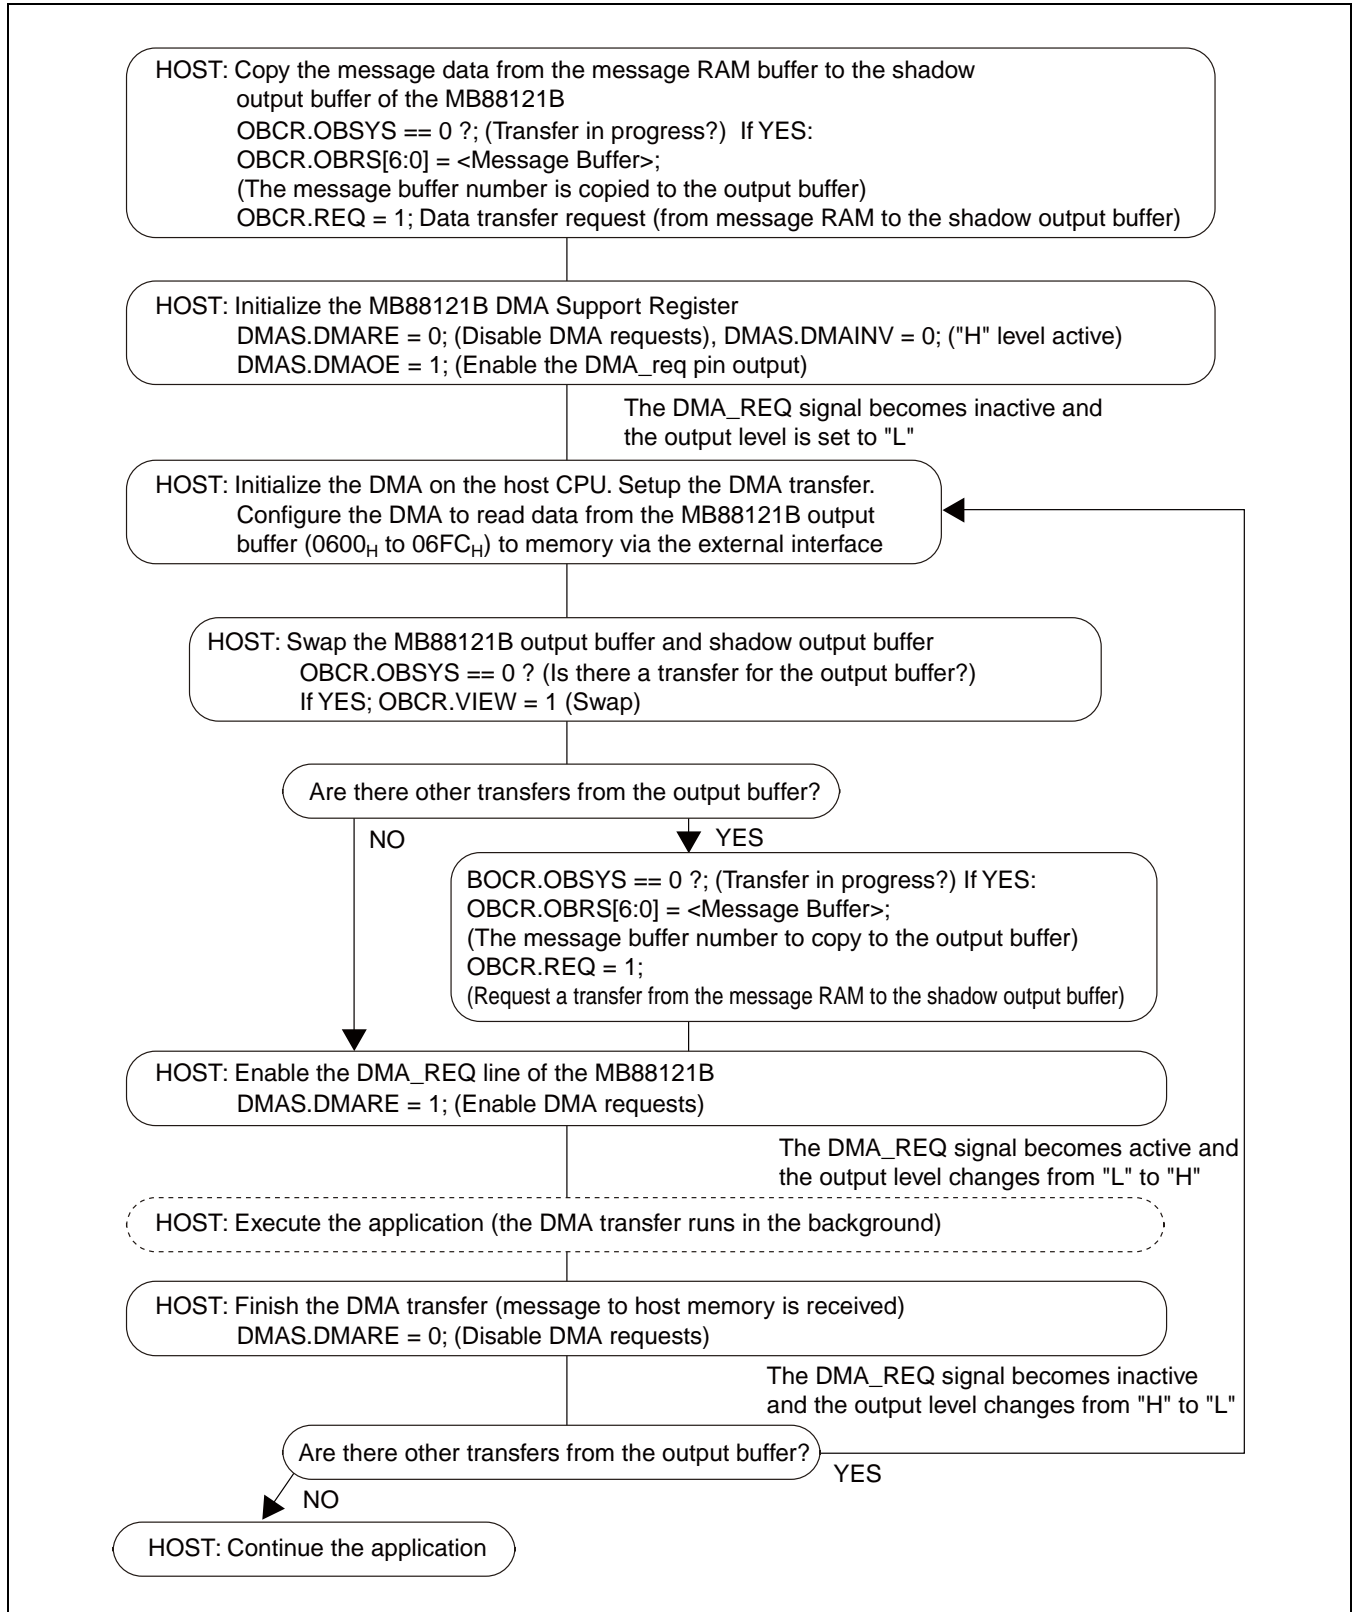 HOST: Copy the message data from the message RAM buffer to the shadow
output buffer of the MB88121B
OBCR.OBSYS == 0 ?; (Transfer in progress?) If YES:
OBCR.OBRS[6:0] = <Message Buffer>;
(The message buffer number is copied to the output buffer)
OBCR.REQ = 1; Data transfer request (from message RAM to the shadow output buffer)
HOST: Initialize the MB88121B DMA Support Register
DMAS.DMARE = 0; (Disable DMA requests), DMAS.DMAINV = 0; ("H" level active)
DMAS.DMAOE = 1; (Enable the DMA_req pin output)
The DMA_REQ signal becomes inactive and
the output level is set to "L"
HOST: Initialize the DMA on the host CPU. Setup the DMA transfer.
Configure the DMA to read data from the MB88121B output
buffer (0600H to 06FCH) to memory via the external interface
HOST: Swap the MB88121B output buffer and shadow output buffer
OBCR.OBSYS == 0 ? (Is there a transfer for the output buffer?)
If YES; OBCR.VIEW = 1 (Swap)
Are there other transfers from the output buffer?
NO
YES
BOCR.OBSYS == 0 ?; (Transfer in progress?) If YES:
OBCR.OBRS[6:0] = <Message Buffer>;
(The message buffer number to copy to the output buffer)
OBCR.REQ = 1;
(Request a transfer from the message RAM to the shadow output buffer)
HOST: Enable the DMA_REQ line of the MB88121B
DMAS.DMARE = 1; (Enable DMA requests)
The DMA_REQ signal becomes active and
the output level changes from "L" to "H"
HOST: Execute the application (the DMA transfer runs in the background)
HOST: Finish the DMA transfer (message to host memory is received)
DMAS.DMARE = 0; (Disable DMA requests)
The DMA_REQ signal becomes inactive
and the output level changes from "H" to "L"
Are there other transfers from the output buffer?
YES
NO
HOST: Continue the application